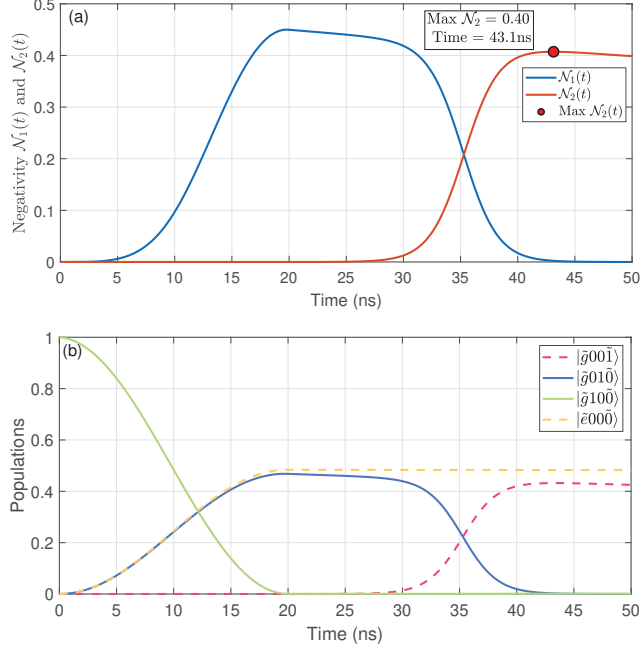 (a)
Max 𝒩₂ = 0.40
Time = 43.1ns
𝒩₁(t)
𝒩₂(t)
Max 𝒩₂(t)
Negativity 𝒩₁(t) and 𝒩₂(t)
0.5
0.4
0.3
0.2
0.1
0
0 5 10 15 20 25 30 35 40 45 50
Time (ns)
(b)
|g̃001̃⟩
|g̃010̃⟩
|g̃100̃⟩
|ẽ000̃⟩
Populations
1
0.8
0.6
0.4
0.2
0
0 5 10 15 20 25 30 35 40 45 50
Time (ns)